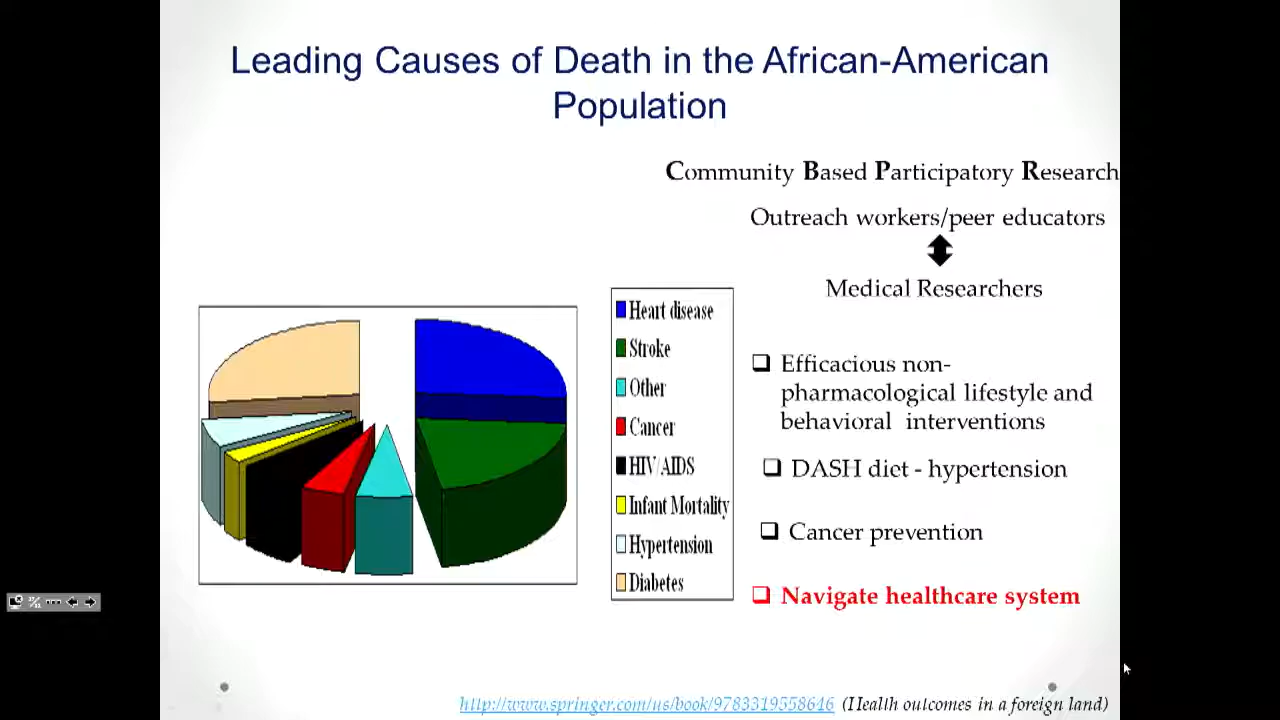 Leading Causes of Death in the African-American
Population
Community Based Participatory Research
Outreach workers/peer educators
Medical Researchers
Heart disease
Stroke
Other
Cancer
HIV/AIDS
Infant Mortality
Hypertension
Diabetes
Efficacious non-
pharmacological lifestyle and
behavioral interventions
DASH diet - hypertension
Cancer prevention
Navigate healthcare system
http://www.springer.com/us/book/9783319558646 (Health outcomes in a foreign land)